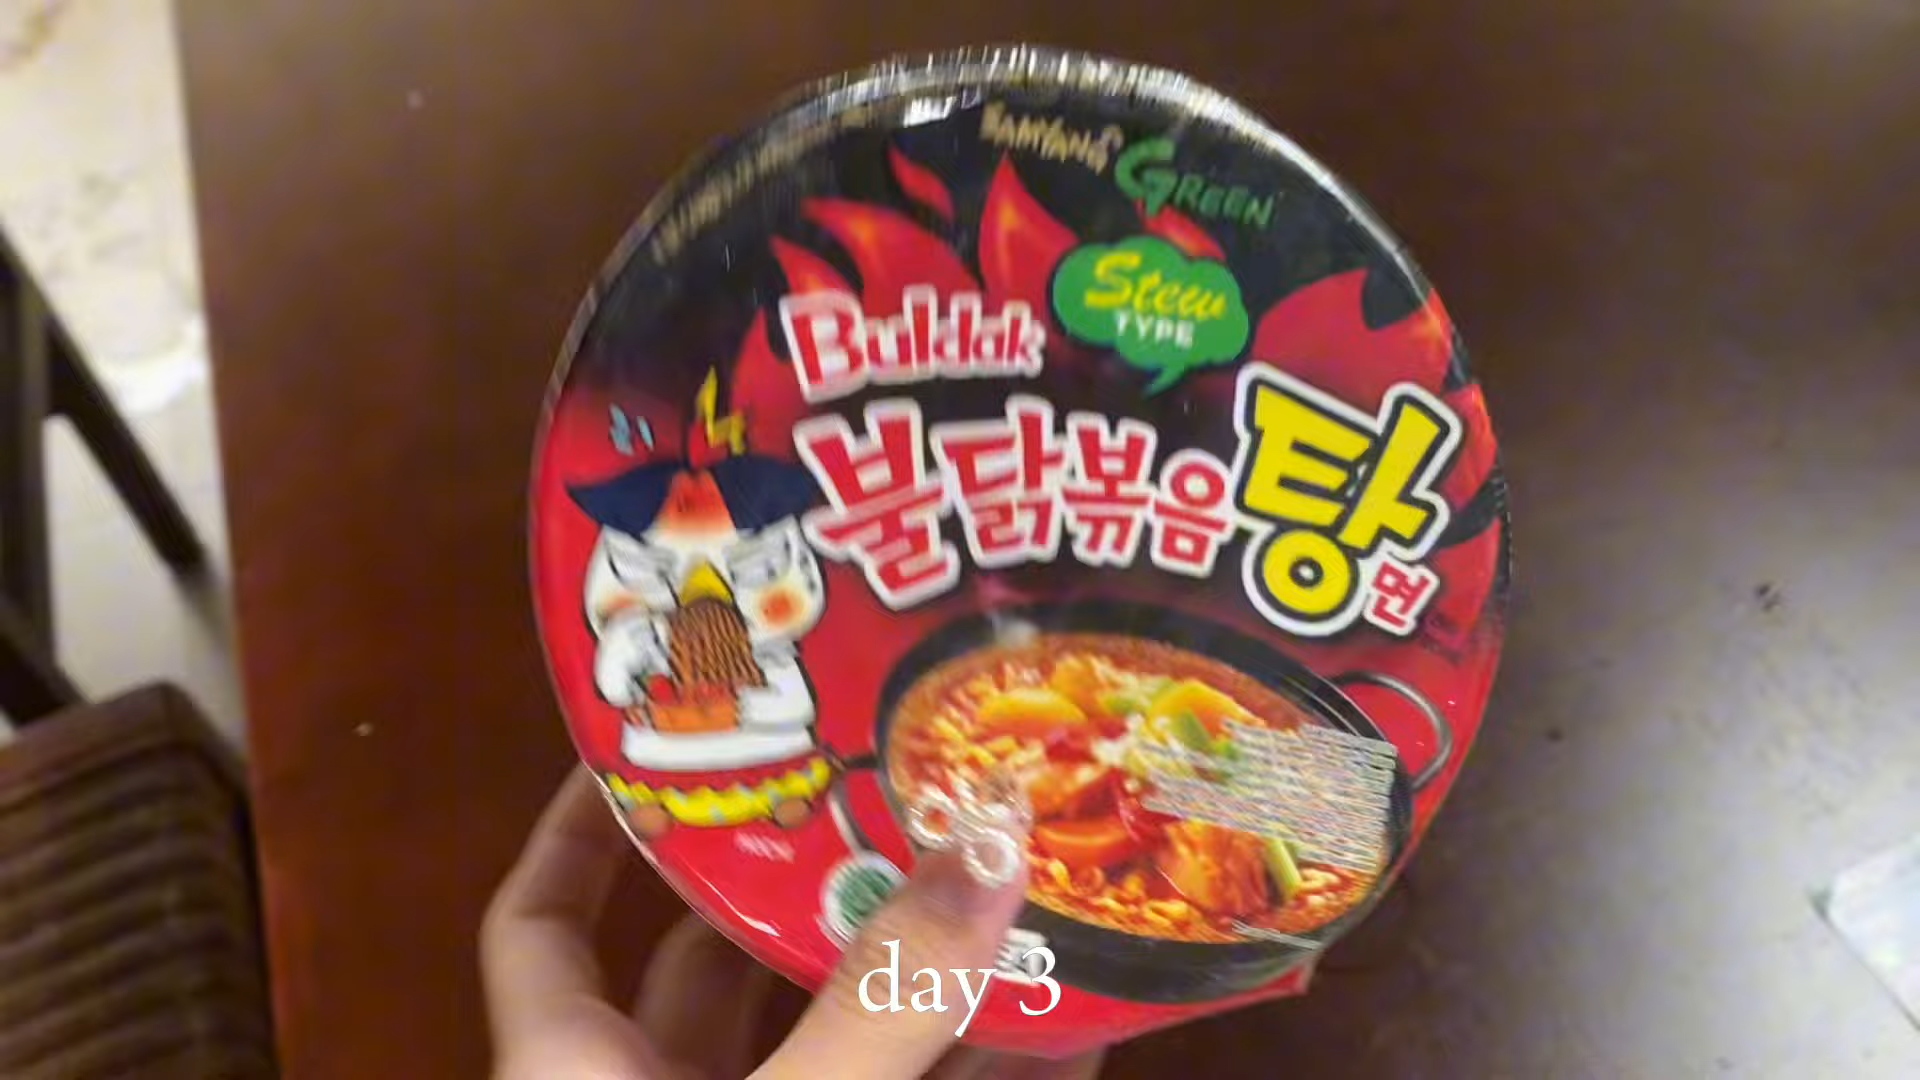 SAMYANG GREEN
Stew
TYPE
Buldak
불닭볶음탕면
day 3